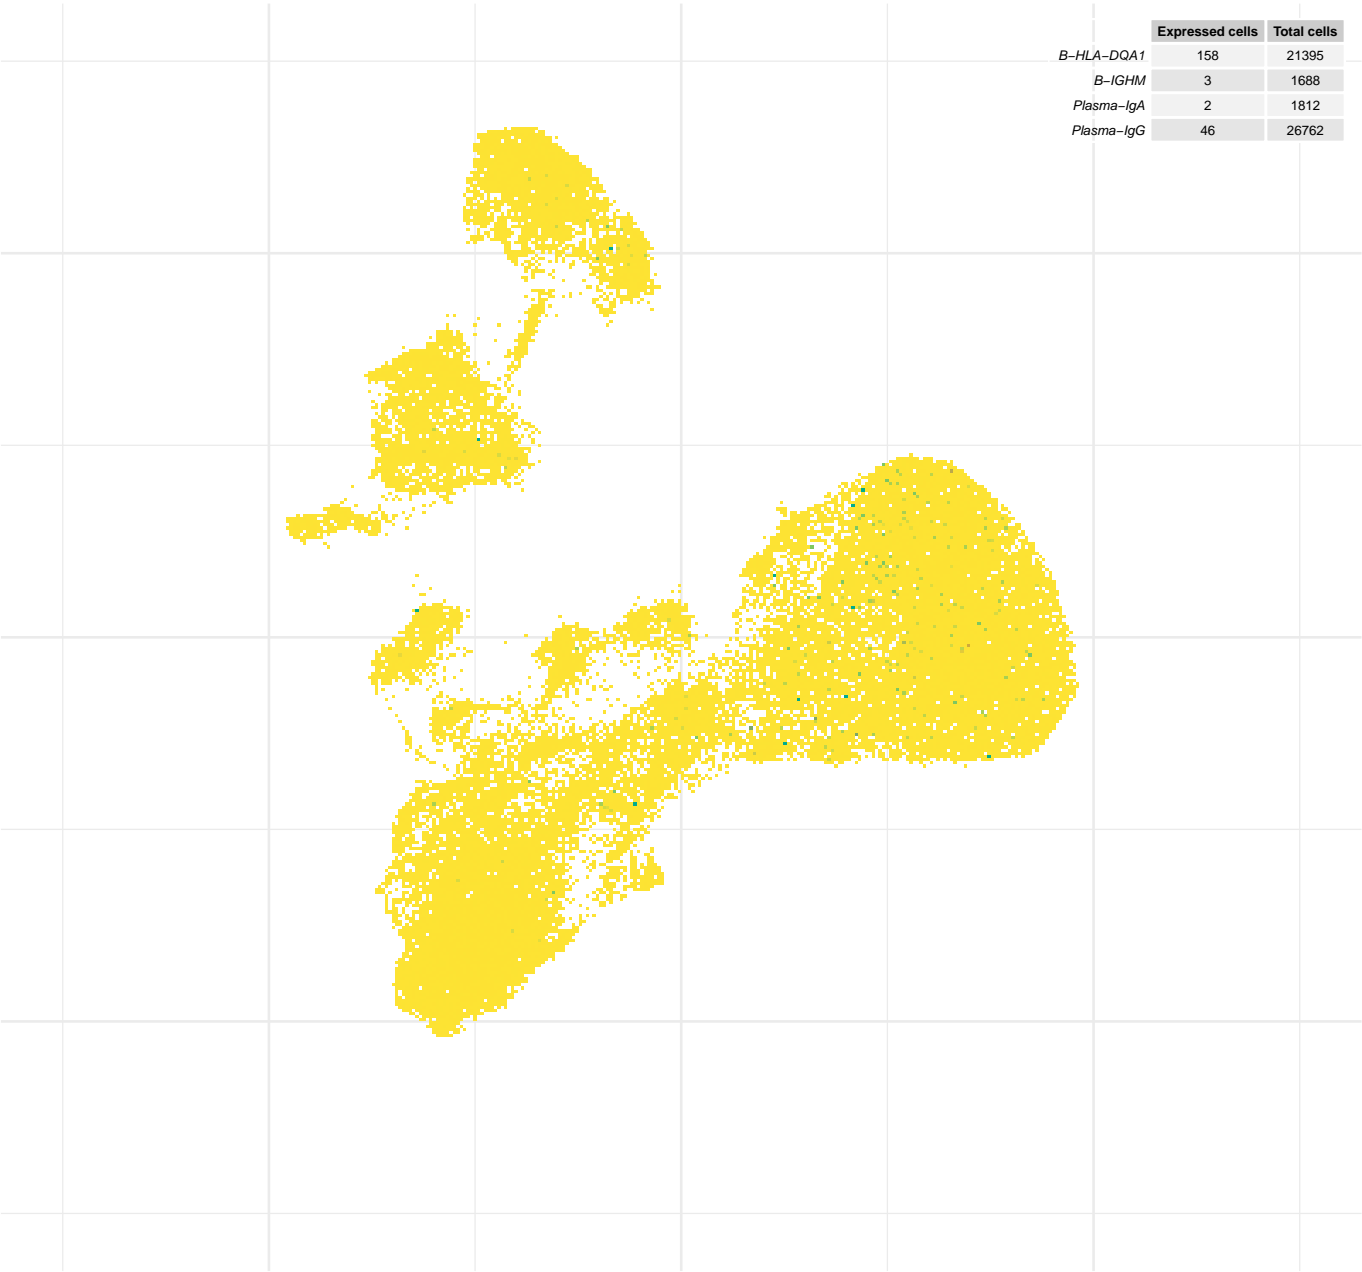 Expressed cells Total cells
B−HLA−DQA1 158 21395
B−IGHM 3 1688
Plasma−IgA 2 1812
Plasma−IgG 46 26762